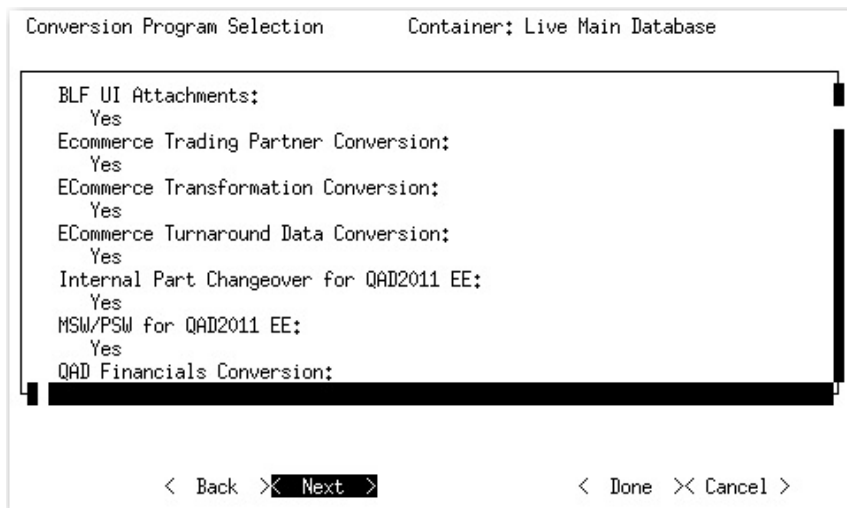 Conversion Program Selection Container: Live Main Database
BLF UI Attachments:
Yes
Ecommerce Trading Partner Conversion:
Yes
ECommerce Transformation Conversion:
Yes
ECommerce Turnaround Data Conversion:
Yes
Internal Part Changeover for QAD2011 EE:
Yes
MSW/PSW for QAD2011 EE:
Yes
QAD Financials Conversion:
< Back >< Next > < Done >< Cancel >